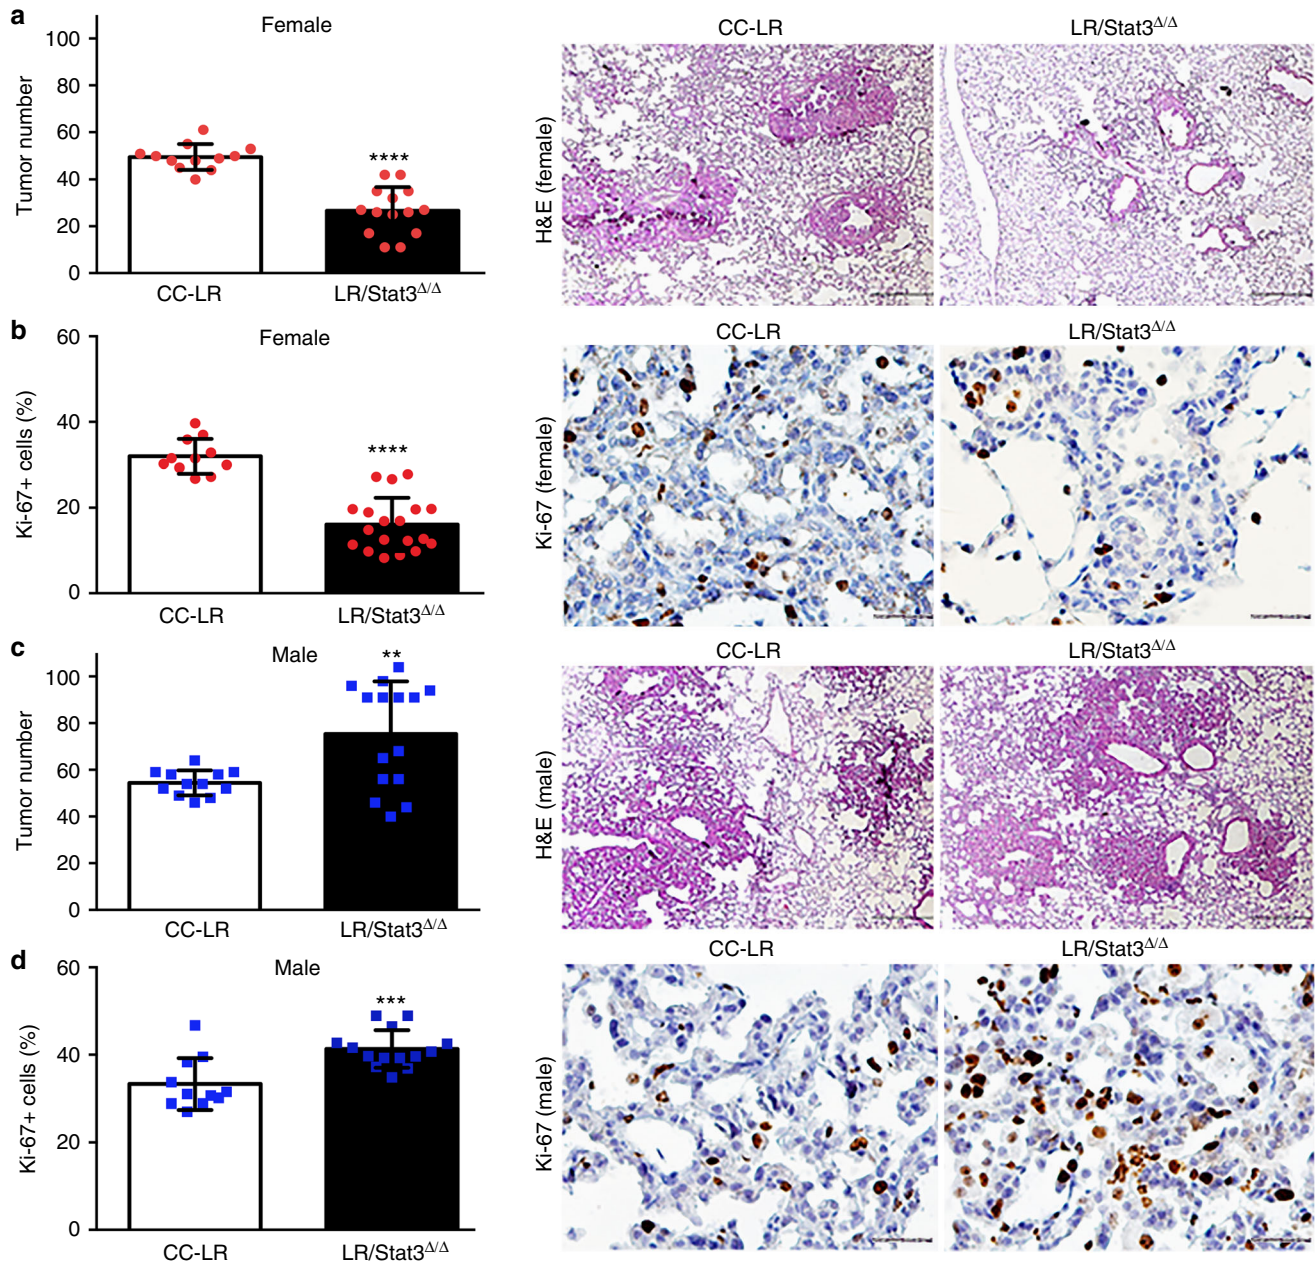 a
Female
Tumor number
100
80
60
40
20
0
****
CC-LR
LR/Stat3Δ/Δ
CC-LR
LR/Stat3Δ/Δ
H&E (female)
b
Female
Ki-67+ cells (%)
60
40
20
0
****
CC-LR
LR/Stat3Δ/Δ
CC-LR
LR/Stat3Δ/Δ
Ki-67 (female)
c
Male
Tumor number
100
80
60
40
20
0
**
CC-LR
LR/Stat3Δ/Δ
CC-LR
LR/Stat3Δ/Δ
H&E (male)
d
Male
Ki-67+ cells (%)
60
40
20
0
***
CC-LR
LR/Stat3Δ/Δ
CC-LR
LR/Stat3Δ/Δ
Ki-67 (male)